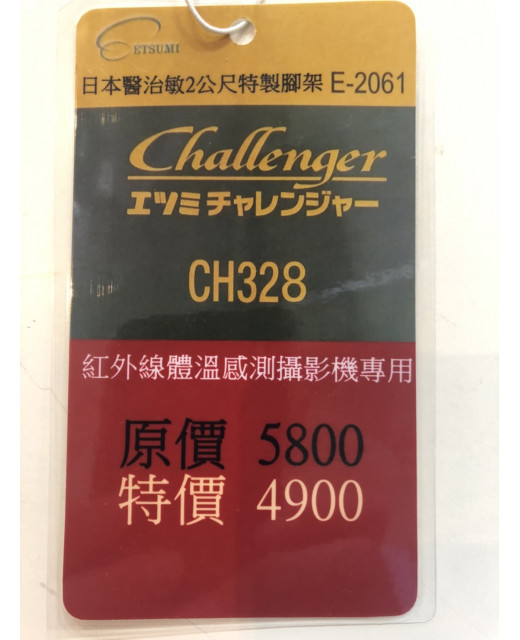 ETSUMI
日本醫治敏2公尺特製腳架 E-2061
Challenger
エツミチャレンジャー
CH328
紅外線體溫感測攝影機專用
原價 5800
特價 4900